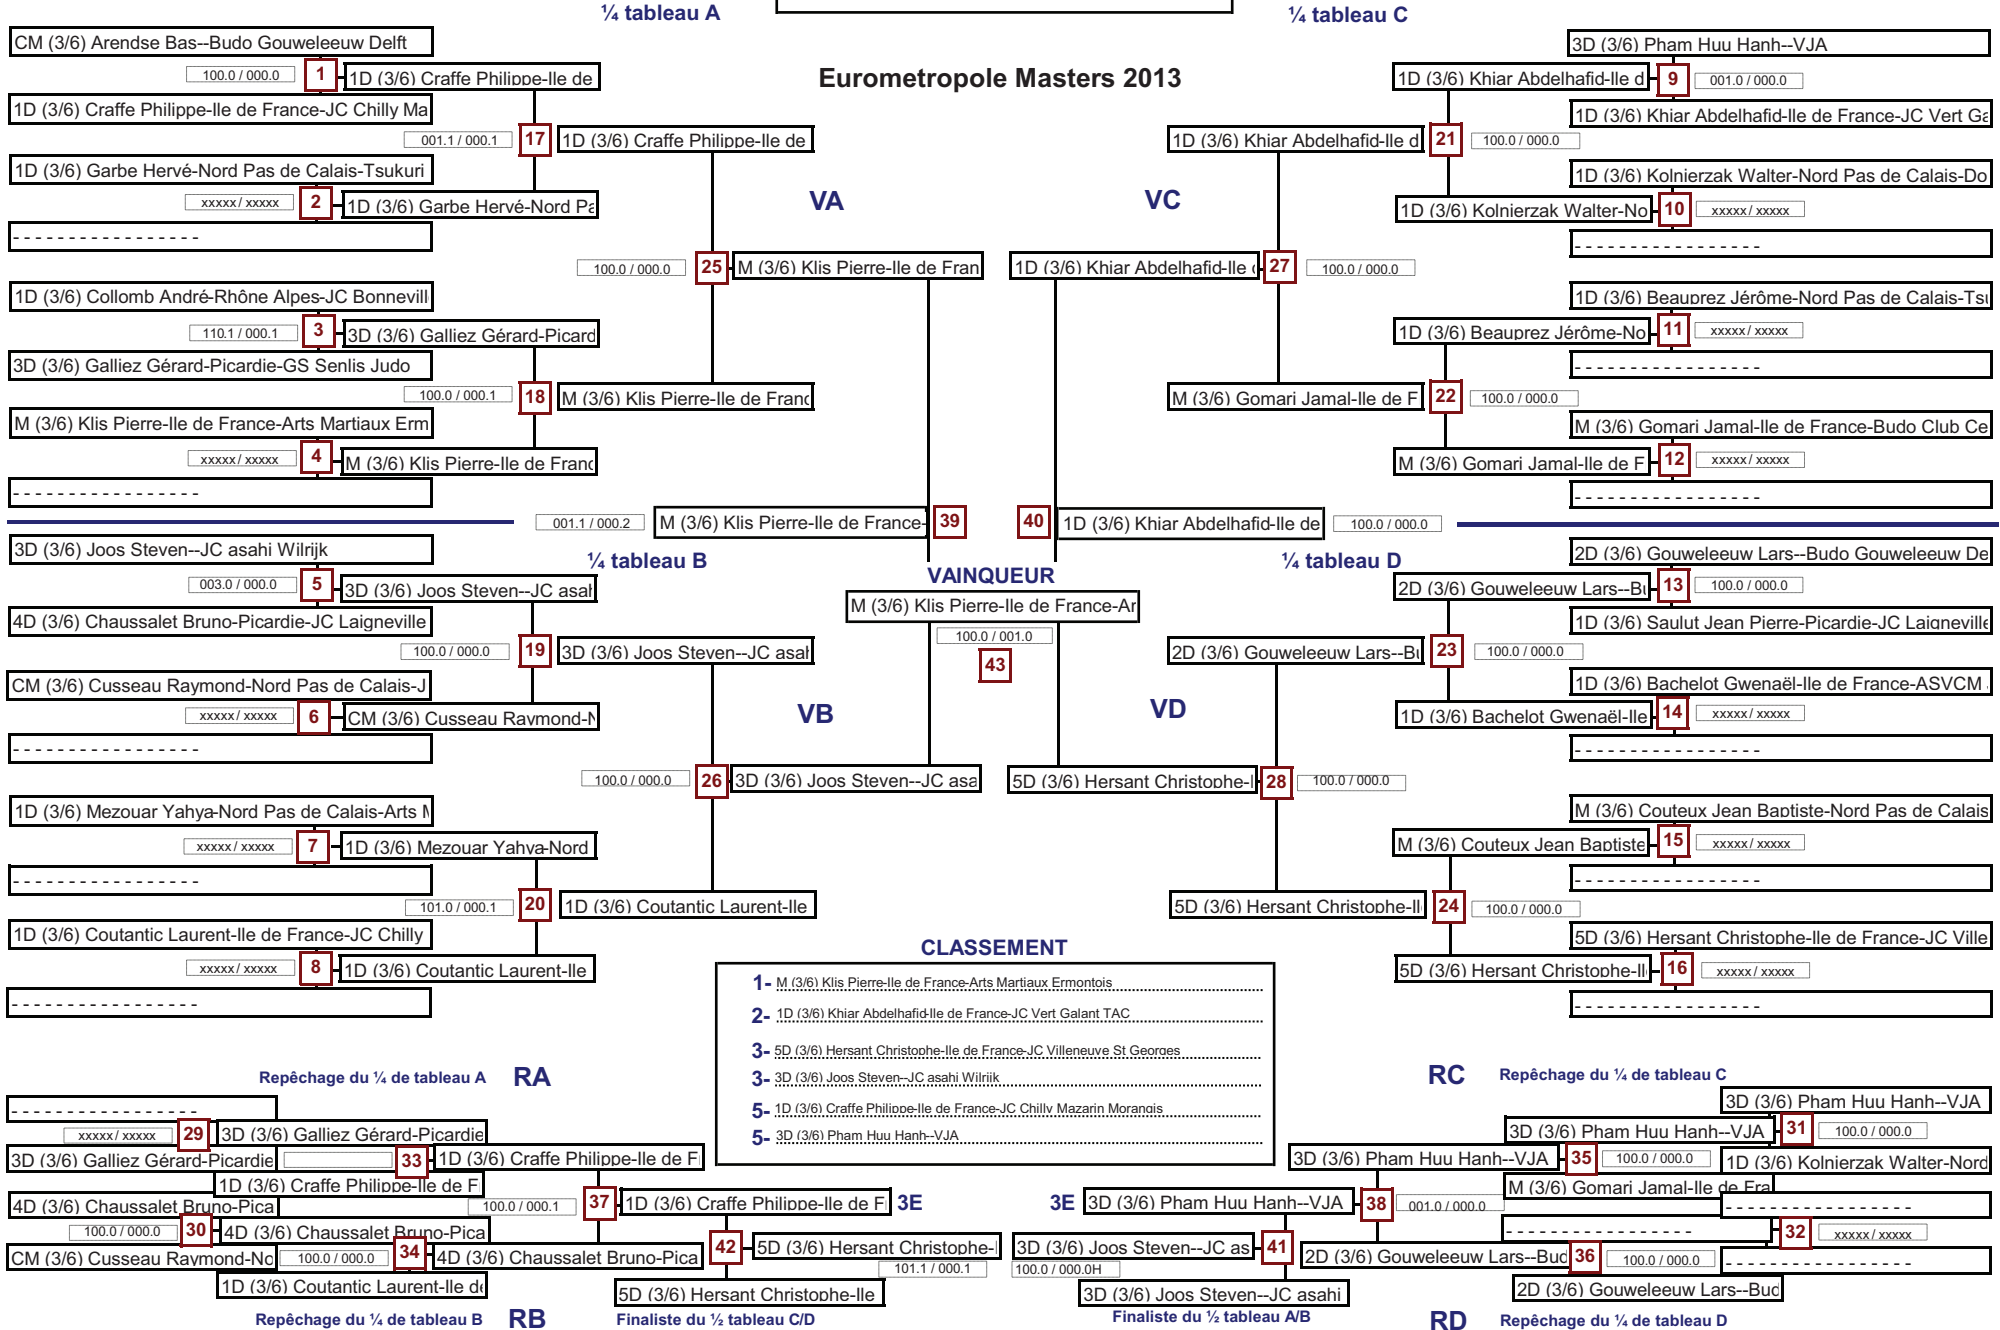 ¼ tableau A
¼ tableau C
Eurometropole Masters 2013
CM (3/6) Arendse Bas--Budo Gouweleeuw Delft
100.0 / 000.0
1
1D (3/6) Craffe Philippe-Ile de
1D (3/6) Craffe Philippe-Ile de France-JC Chilly Ma
001.1 / 000.1
17
1D (3/6) Craffe Philippe-Ile de
1D (3/6) Garbe Hervé-Nord Pas de Calais-Tsukuri
xxxxx / xxxxx
2
1D (3/6) Garbe Hervé-Nord Pa
- - - - - - - - - - - - - - - - -
VA
100.0 / 000.0
25
M (3/6) Klis Pierre-Ile de Fran
1D (3/6) Collomb André-Rhône Alpes-JC Bonnevill
110.1 / 000.1
3
3D (3/6) Galliez Gérard-Picard
3D (3/6) Galliez Gérard-Picardie-GS Senlis Judo
100.0 / 000.1
18
M (3/6) Klis Pierre-Ile de Franc
M (3/6) Klis Pierre-Ile de France-Arts Martiaux Erm
xxxxx / xxxxx
4
M (3/6) Klis Pierre-Ile de Franc
- - - - - - - - - - - - - - - - -
001.1 / 000.2
M (3/6) Klis Pierre-Ile de France-
39
3D (3/6) Pham Huu Hanh--VJA
1D (3/6) Khiar Abdelhafid-Ile d
9
001.0 / 000.0
1D (3/6) Khiar Abdelhafid-Ile de France-JC Vert Ga
1D (3/6) Khiar Abdelhafid-Ile d
21
100.0 / 000.0
1D (3/6) Kolnierzak Walter-Nord Pas de Calais-Do
1D (3/6) Kolnierzak Walter-No
10
xxxxx / xxxxx
- - - - - - - - - - - - - - - - -
VC
1D (3/6) Khiar Abdelhafid-Ile
27
100.0 / 000.0
1D (3/6) Beauprez Jérôme-Nord Pas de Calais-Tsu
1D (3/6) Beauprez Jérôme-No
11
xxxxx / xxxxx
- - - - - - - - - - - - - - - - -
M (3/6) Gomari Jamal-Ile de F
22
100.0 / 000.0
M (3/6) Gomari Jamal-Ile de France-Budo Club Ce
M (3/6) Gomari Jamal-Ile de F
12
xxxxx / xxxxx
- - - - - - - - - - - - - - - - -
40
1D (3/6) Khiar Abdelhafid-Ile de
100.0 / 000.0
¼ tableau B
3D (3/6) Joos Steven--JC asahi Wilrijk
003.0 / 000.0
5
3D (3/6) Joos Steven--JC asah
4D (3/6) Chaussalet Bruno-Picardie-JC Laigneville
100.0 / 000.0
19
3D (3/6) Joos Steven--JC asah
CM (3/6) Cusseau Raymond-Nord Pas de Calais-J
xxxxx / xxxxx
6
CM (3/6) Cusseau Raymond-N
- - - - - - - - - - - - - - - - -
VB
100.0 / 000.0
26
3D (3/6) Joos Steven--JC asa
1D (3/6) Mezouar Yahya-Nord Pas de Calais-Arts M
xxxxx / xxxxx
7
1D (3/6) Mezouar Yahya-Nord
- - - - - - - - - - - - - - - - -
101.0 / 000.1
20
1D (3/6) Coutantic Laurent-Ile
1D (3/6) Coutantic Laurent-Ile de France-JC Chilly
xxxxx / xxxxx
8
1D (3/6) Coutantic Laurent-Ile
- - - - - - - - - - - - - - - - -
VAINQUEUR
M (3/6) Klis Pierre-Ile de France-Ar
100.0 / 001.0
43
¼ tableau D
2D (3/6) Gouweleeuw Lars--Budo Gouweleeuw De
2D (3/6) Gouweleeuw Lars--Bu
13
100.0 / 000.0
1D (3/6) Saulut Jean Pierre-Picardie-JC Laigneville
2D (3/6) Gouweleeuw Lars--Bu
23
100.0 / 000.0
1D (3/6) Bachelot Gwenaël-Ile de France-ASVCM
1D (3/6) Bachelot Gwenaël-Ile
14
xxxxx / xxxxx
- - - - - - - - - - - - - - - - -
VD
5D (3/6) Hersant Christophe-I
28
100.0 / 000.0
M (3/6) Couteux Jean Baptiste-Nord Pas de Calais
M (3/6) Couteux Jean Baptiste
15
xxxxx / xxxxx
- - - - - - - - - - - - - - - - -
5D (3/6) Hersant Christophe-Il
24
100.0 / 000.0
5D (3/6) Hersant Christophe-Ile de France-JC Ville
5D (3/6) Hersant Christophe-Il
16
xxxxx / xxxxx
- - - - - - - - - - - - - - - - -
CLASSEMENT
1- M (3/6) Klis Pierre-Ile de France-Arts Martiaux Ermontois
2- 1D (3/6) Khiar Abdelhafid-Ile de France-JC Vert Galant TAC
3- 5D (3/6) Hersant Christophe-Ile de France-JC Villeneuve St Georges
3- 3D (3/6) Joos Steven--JC asahi Wilrijk
5- 1D (3/6) Craffe Philippe-Ile de France-JC Chilly Mazarin Morangis
5- 3D (3/6) Pham Huu Hanh--VJA
Repêchage du ¼ de tableau A
RA
- - - - - - - - - - - - - - - - -
xxxxx / xxxxx
29
3D (3/6) Galliez Gérard-Picardie
3D (3/6) Galliez Gérard-Picardie
33
1D (3/6) Craffe Philippe-Ile de F
1D (3/6) Craffe Philippe-Ile de F
4D (3/6) Chaussalet Bruno-Pica
100.0 / 000.1
37
1D (3/6) Craffe Philippe-Ile de F
3E
100.0 / 000.0
30
4D (3/6) Chaussalet Bruno-Pica
CM (3/6) Cusseau Raymond-No
100.0 / 000.0
34
4D (3/6) Chaussalet Bruno-Pica
1D (3/6) Coutantic Laurent-Ile de
42
5D (3/6) Hersant Christophe-I
101.1 / 000.1
5D (3/6) Hersant Christophe-Ile
Repêchage du ¼ de tableau B
RB
Finaliste du ½ tableau C/D
RC
Repêchage du ¼ de tableau C
3D (3/6) Pham Huu Hanh--VJA
3D (3/6) Pham Huu Hanh--VJA
31
100.0 / 000.0
3D (3/6) Pham Huu Hanh--VJA
35
100.0 / 000.0
1D (3/6) Kolnierzak Walter-Nord
M (3/6) Gomari Jamal-Ile de Fra
3E
3D (3/6) Pham Huu Hanh--VJA
38
001.0 / 000.0
- - - - - - - - - - - - - - - - -
- - - - - - - - - - - - - - - - -
32
xxxxx / xxxxx
3D (3/6) Joos Steven--JC as
41
2D (3/6) Gouweleeuw Lars--Bud
36
100.0 / 000.0
- - - - - - - - - - - - - - - - -
100.0 / 000.0H
3D (3/6) Joos Steven--JC asahi
2D (3/6) Gouweleeuw Lars--Bud
Finaliste du ½ tableau A/B
RD
Repêchage du ¼ de tableau D